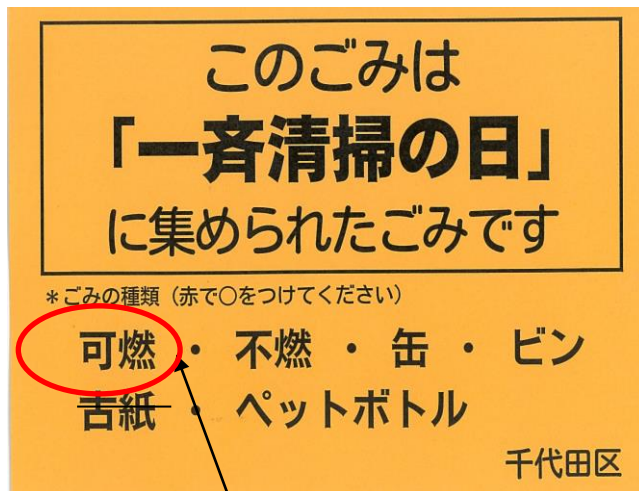 このごみは
「一斉清掃の日」
に集められたごみです
＊ごみの種類（赤で○をつけてください）
可燃 ・ 不燃 ・ 缶 ・ ビン
古紙 ・ ペットボトル
千代田区